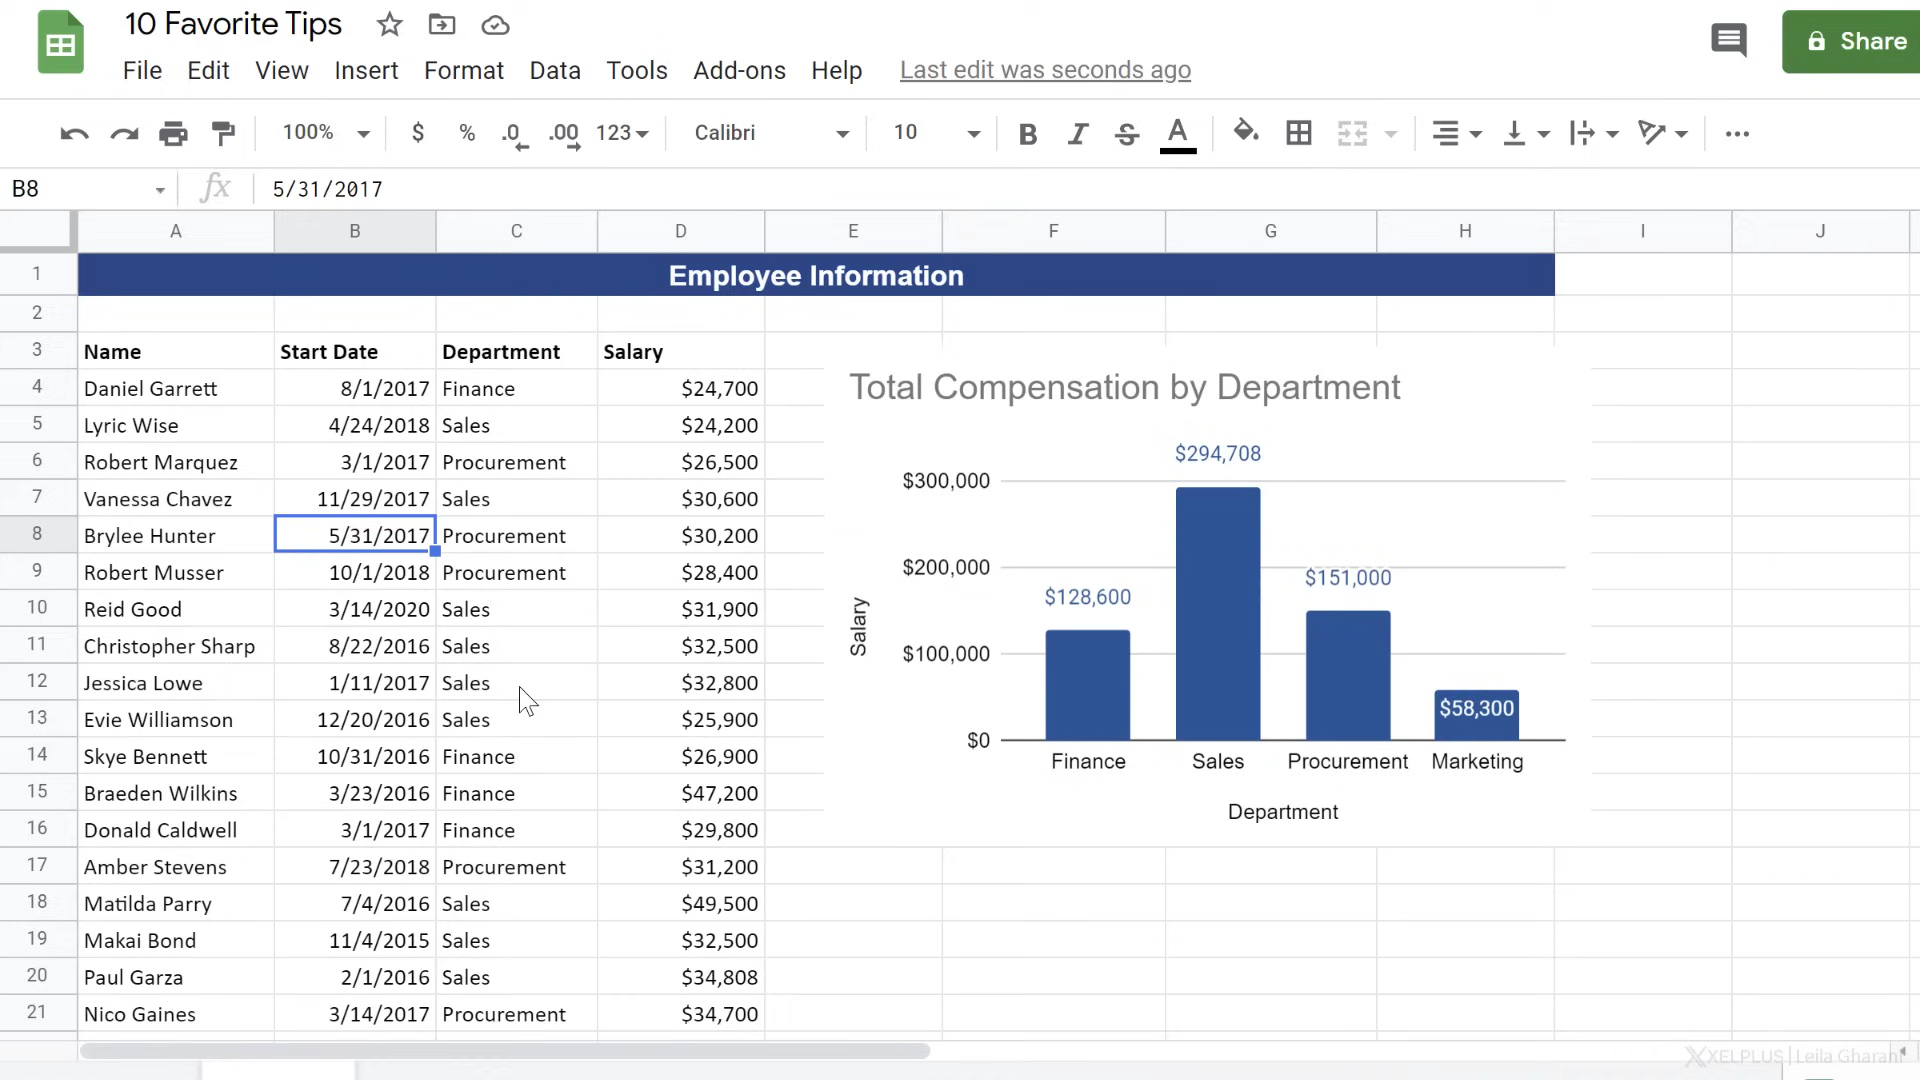 10 Favorite Tips
Share
File Edit View Insert Format Data Tools Add-ons Help Last edit was seconds ago
100% $ % .0 .00 123 Calibri 10 B I S A
B8 fx 5/31/2017
A B C D E F G H I J
1 Employee Information
2
3 Name Start Date Department Salary
4 Daniel Garrett 8/1/2017 Finance $24,700
5 Lyric Wise 4/24/2018 Sales $24,200
6 Robert Marquez 3/1/2017 Procurement $26,500
7 Vanessa Chavez 11/29/2017 Sales $30,600
8 Brylee Hunter 5/31/2017 Procurement $30,200
9 Robert Musser 10/1/2018 Procurement $28,400
10 Reid Good 3/14/2020 Sales $31,900
11 Christopher Sharp 8/22/2016 Sales $32,500
12 Jessica Lowe 1/11/2017 Sales $32,800
13 Evie Williamson 12/20/2016 Sales $25,900
14 Skye Bennett 10/31/2016 Finance $26,900
15 Braeden Wilkins 3/23/2016 Finance $47,200
16 Donald Caldwell 3/1/2017 Finance $29,800
17 Amber Stevens 7/23/2018 Procurement $31,200
18 Matilda Parry 7/4/2016 Sales $49,500
19 Makai Bond 11/4/2015 Sales $32,500
20 Paul Garza 2/1/2016 Sales $34,808
21 Nico Gaines 3/14/2017 Procurement $34,700
Total Compensation by Department
$294,708
$300,000
$200,000
$151,000
$128,600
Salary
$100,000
$58,300
$0
Finance Sales Procurement Marketing
Department
XELPLUS | Leila Gharani